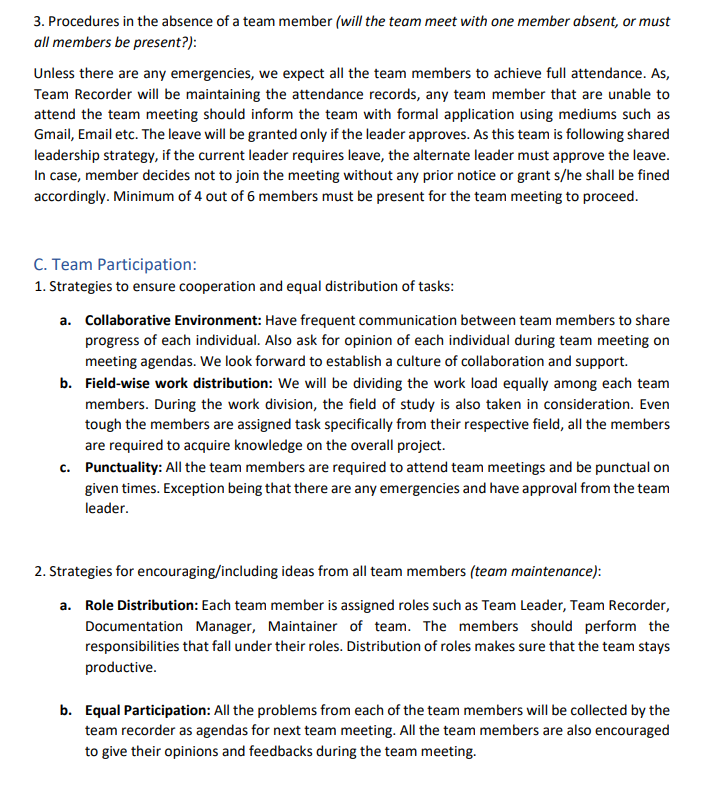 3. Procedures in the absence of a team member (will the team meet with one member absent, or must
all members be present?):
Unless there are any emergencies, we expect all the team members to achieve full attendance. As,
Team Recorder will be maintaining the attendance records, any team member that are unable to
attend the team meeting should inform the team with formal application using mediums such as
Gmail, Email etc. The leave will be granted only if the leader approves. As this team is following shared
leadership strategy, if the current leader requires leave, the alternate leader must approve the leave.
In case, member decides not to join the meeting without any prior notice or grant s/he shall be fined
accordingly. Minimum of 4 out of 6 members must be present for the team meeting to proceed.
C. Team Participation:
1. Strategies to ensure cooperation and equal distribution of tasks:
a. Collaborative Environment: Have frequent communication between team members to share
progress of each individual. Also ask for opinion of each individual during team meeting on
meeting agendas. We look forward to establish a culture of collaboration and support.
b. Field-wise work distribution: We will be dividing the work load equally among each team
members. During the work division, the field of study is also taken in consideration. Even
tough the members are assigned task specifically from their respective field, all the members
are required to acquire knowledge on the overall project.
c. Punctuality: All the team members are required to attend team meetings and be punctual on
given times. Exception being that there are any emergencies and have approval from the team
leader.
2. Strategies for encouraging/including ideas from all team members (team maintenance):
a. Role Distribution: Each team member is assigned roles such as Team Leader, Team Recorder,
Documentation Manager, Maintainer of team. The members should perform the
responsibilities that fall under their roles. Distribution of roles makes sure that the team stays
productive.
b. Equal Participation: All the problems from each of the team members will be collected by the
team recorder as agendas for next team meeting. All the team members are also encouraged
to give their opinions and feedbacks during the team meeting.